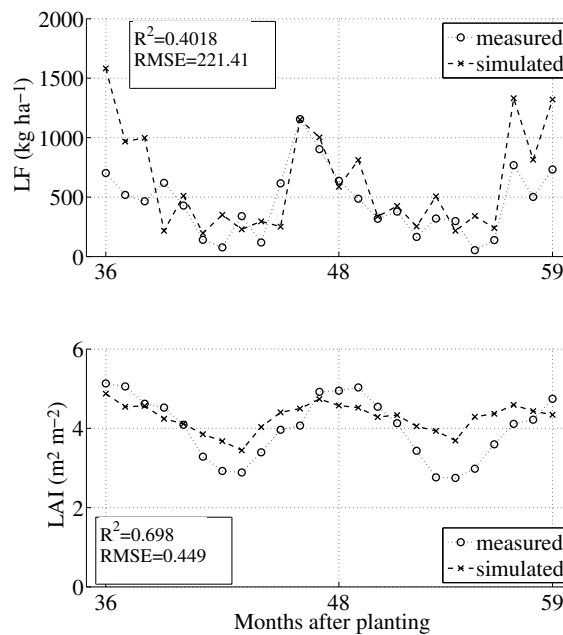 R²=0.4018
RMSE=221.41
measured
simulated
2000
1500
1000
500
0
LF (kg ha⁻¹)
36
48
59
6
4
2
0
LAI (m² m⁻²)
R²=0.698
RMSE=0.449
measured
simulated
36
48
59
Months after planting